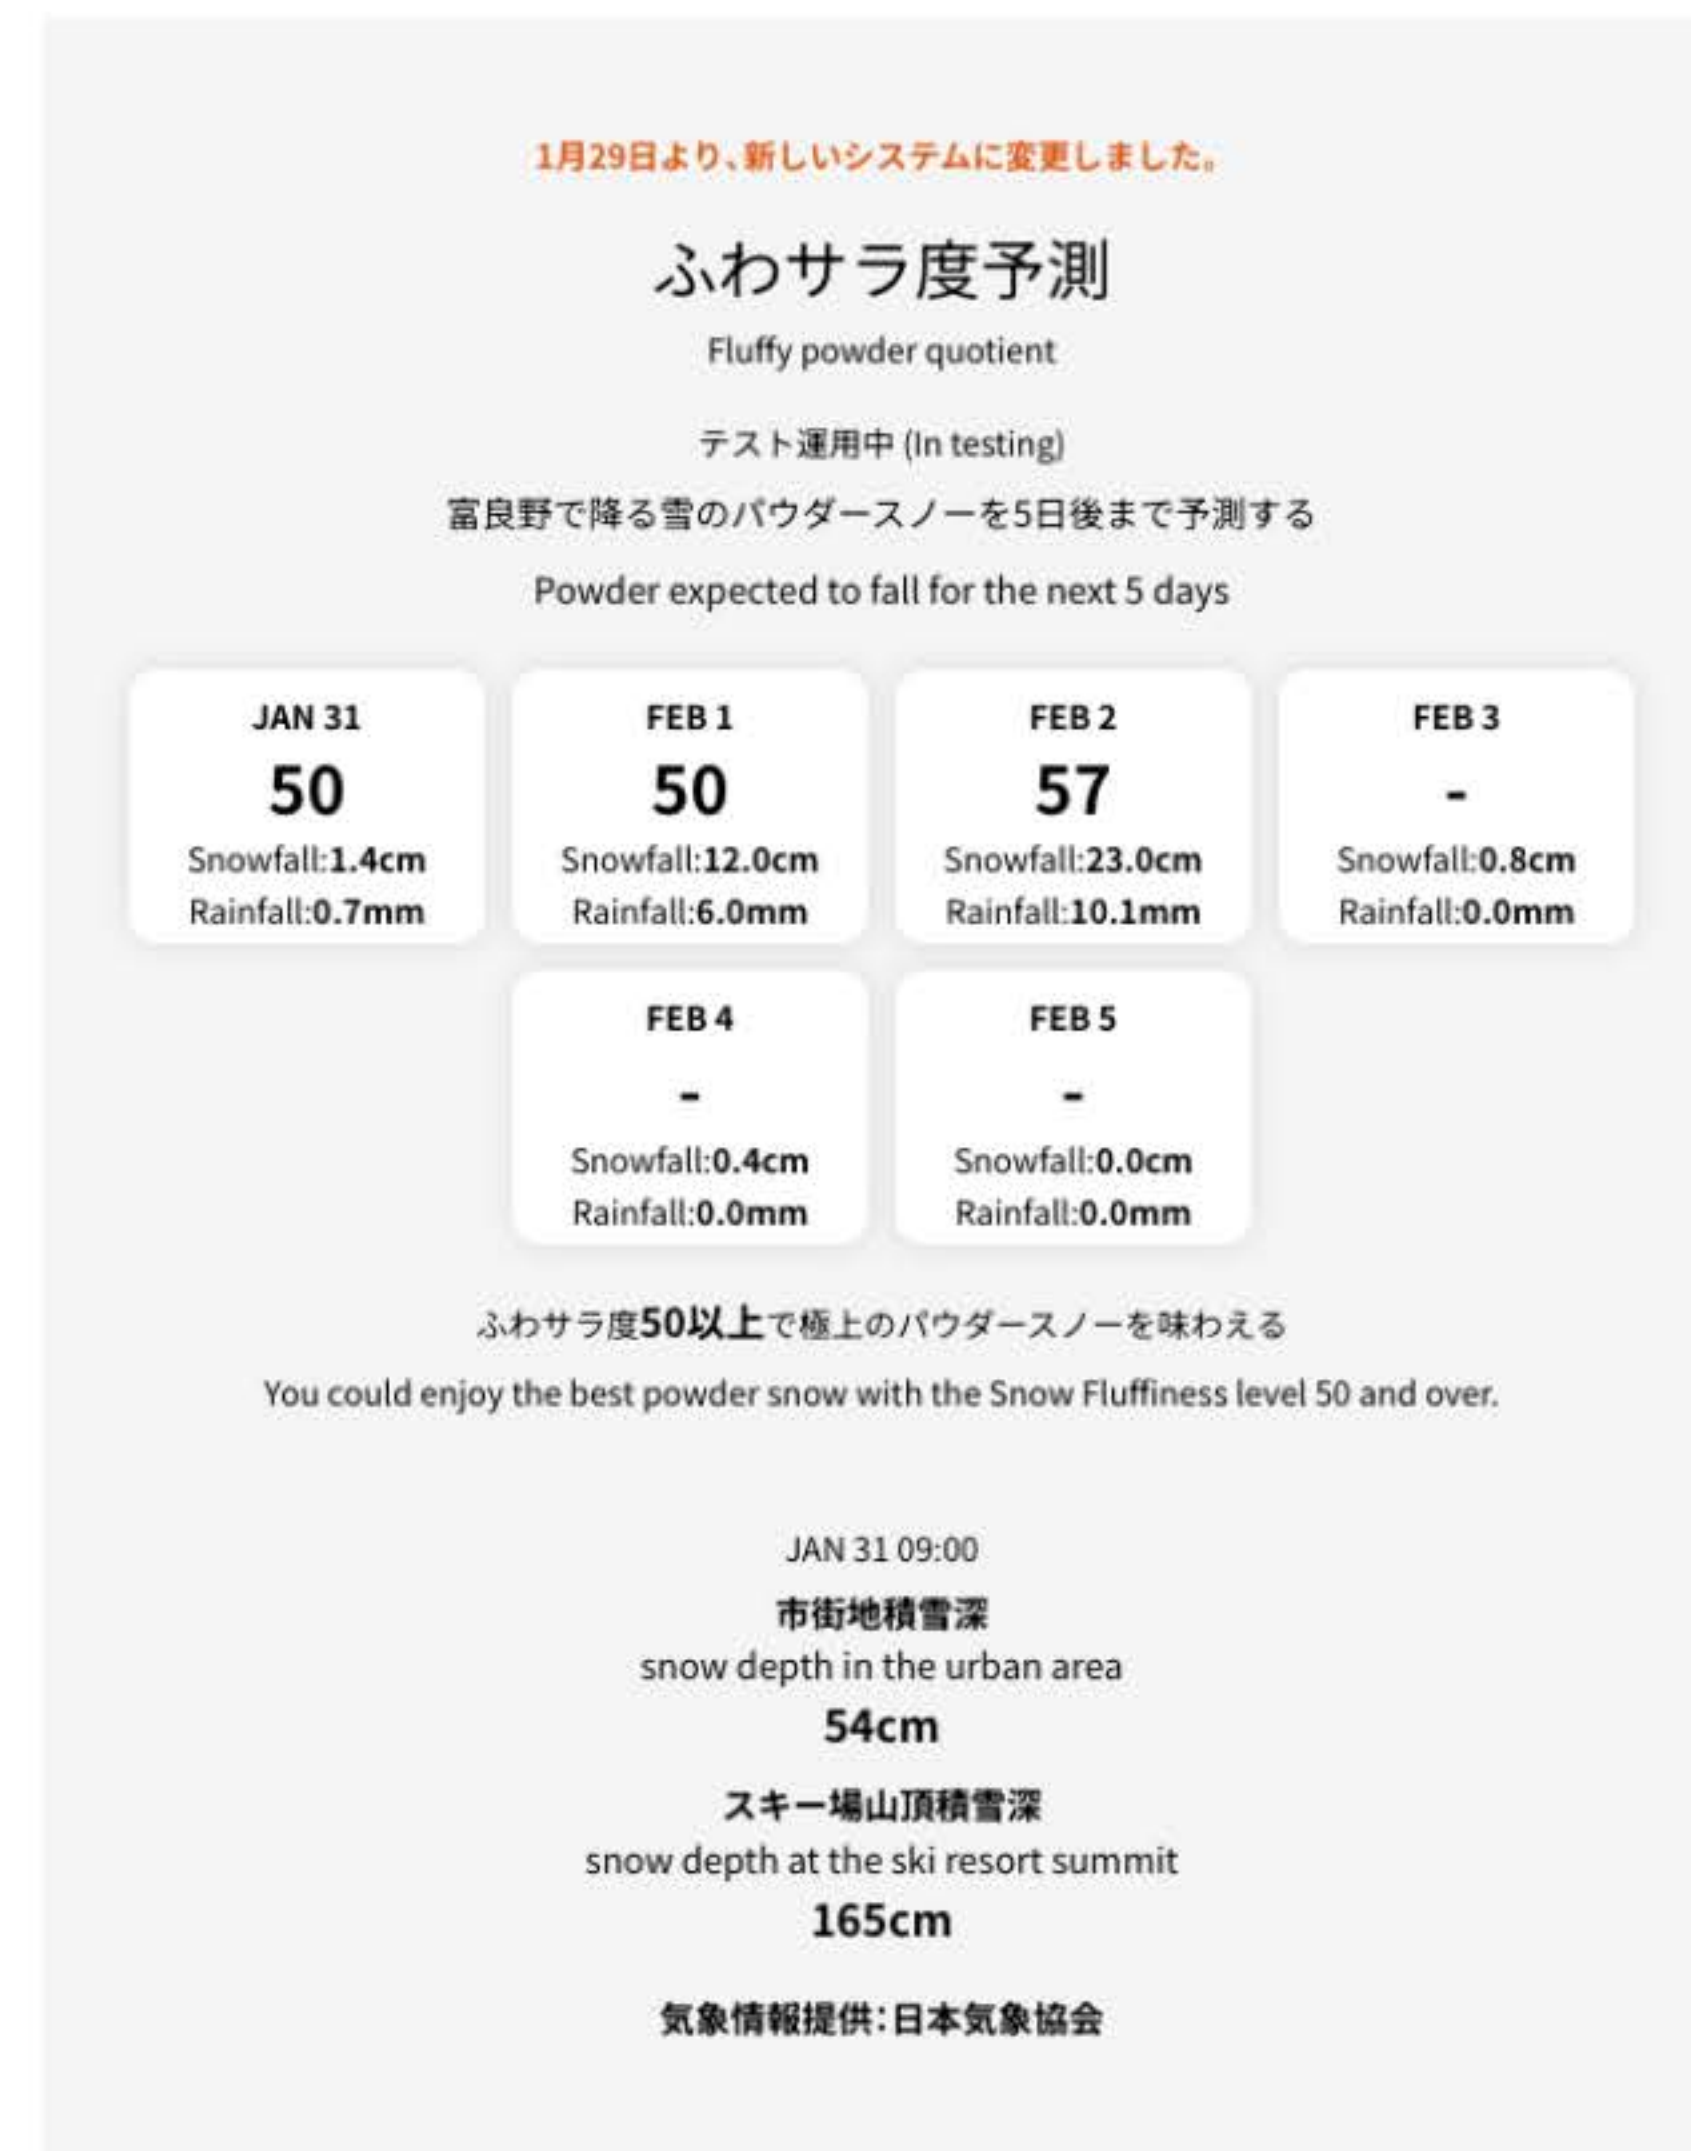 1月29日より、新しいシステムに変更しました。
ふわサラ度予測
Fluffy powder quotient
テスト運用中 (In testing)
富良野で降る雪のパウダースノーを5日後まで予測する
Powder expected to fall for the next 5 days
JAN 31
50
Snowfall:1.4cm
Rainfall:0.7mm
FEB 1
50
Snowfall:12.0cm
Rainfall:6.0mm
FEB 2
57
Snowfall:23.0cm
Rainfall:10.1mm
FEB 3
-
Snowfall:0.8cm
Rainfall:0.0mm
FEB 4
-
Snowfall:0.4cm
Rainfall:0.0mm
FEB 5
-
Snowfall:0.0cm
Rainfall:0.0mm
ふわサラ度50以上で極上のパウダースノーを味わえる
You could enjoy the best powder snow with the Snow Fluffiness level 50 and over.
JAN 31 09:00
市街地積雪深
snow depth in the urban area
54cm
スキー場山頂積雪深
snow depth at the ski resort summit
165cm
気象情報提供：日本気象協会